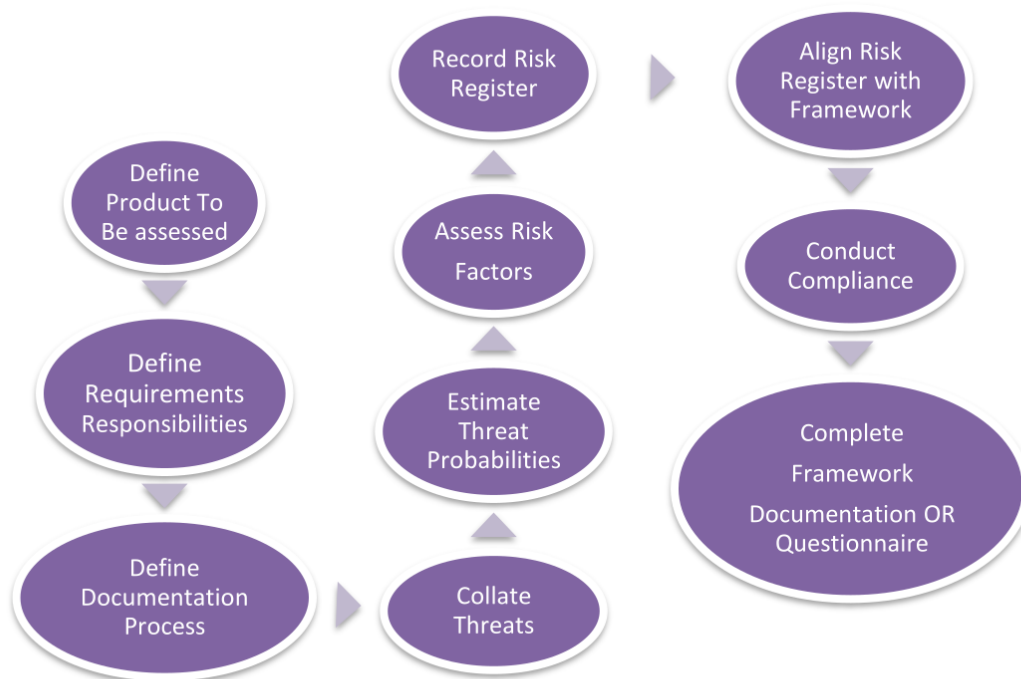 Define
Product To
Be assessed
Define
Requirements
Responsibilities
Define
Documentation
Process
Collate
Threats
Estimate
Threat
Probabilities
Assess Risk
Factors
Record Risk
Register
Align Risk
Register with
Framework
Conduct
Compliance
Complete
Framework
Documentation OR
Questionnaire